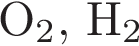 O₂, H₂